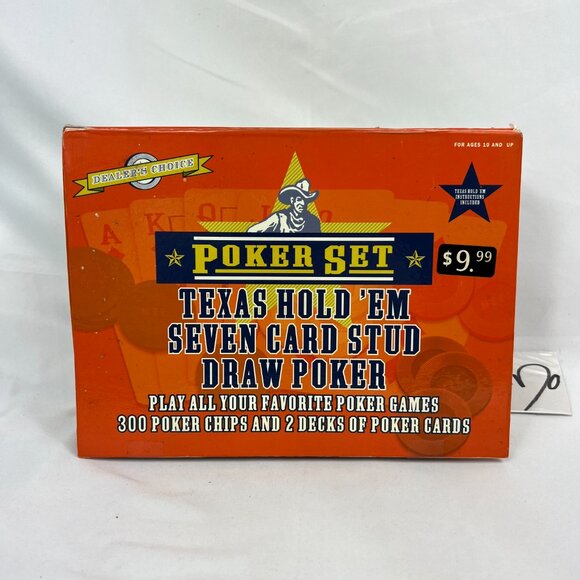 FOR AGES 10 AND UP
DEALER'S CHOICE
TEXAS HOLD 'EM
INSTRUCTIONS
INCLUDED
A K Q J
POKER SET
$9.99
TEXAS HOLD 'EM
SEVEN CARD STUD
DRAW POKER
PLAY ALL YOUR FAVORITE POKER GAMES
300 POKER CHIPS AND 2 DECKS OF POKER CARDS